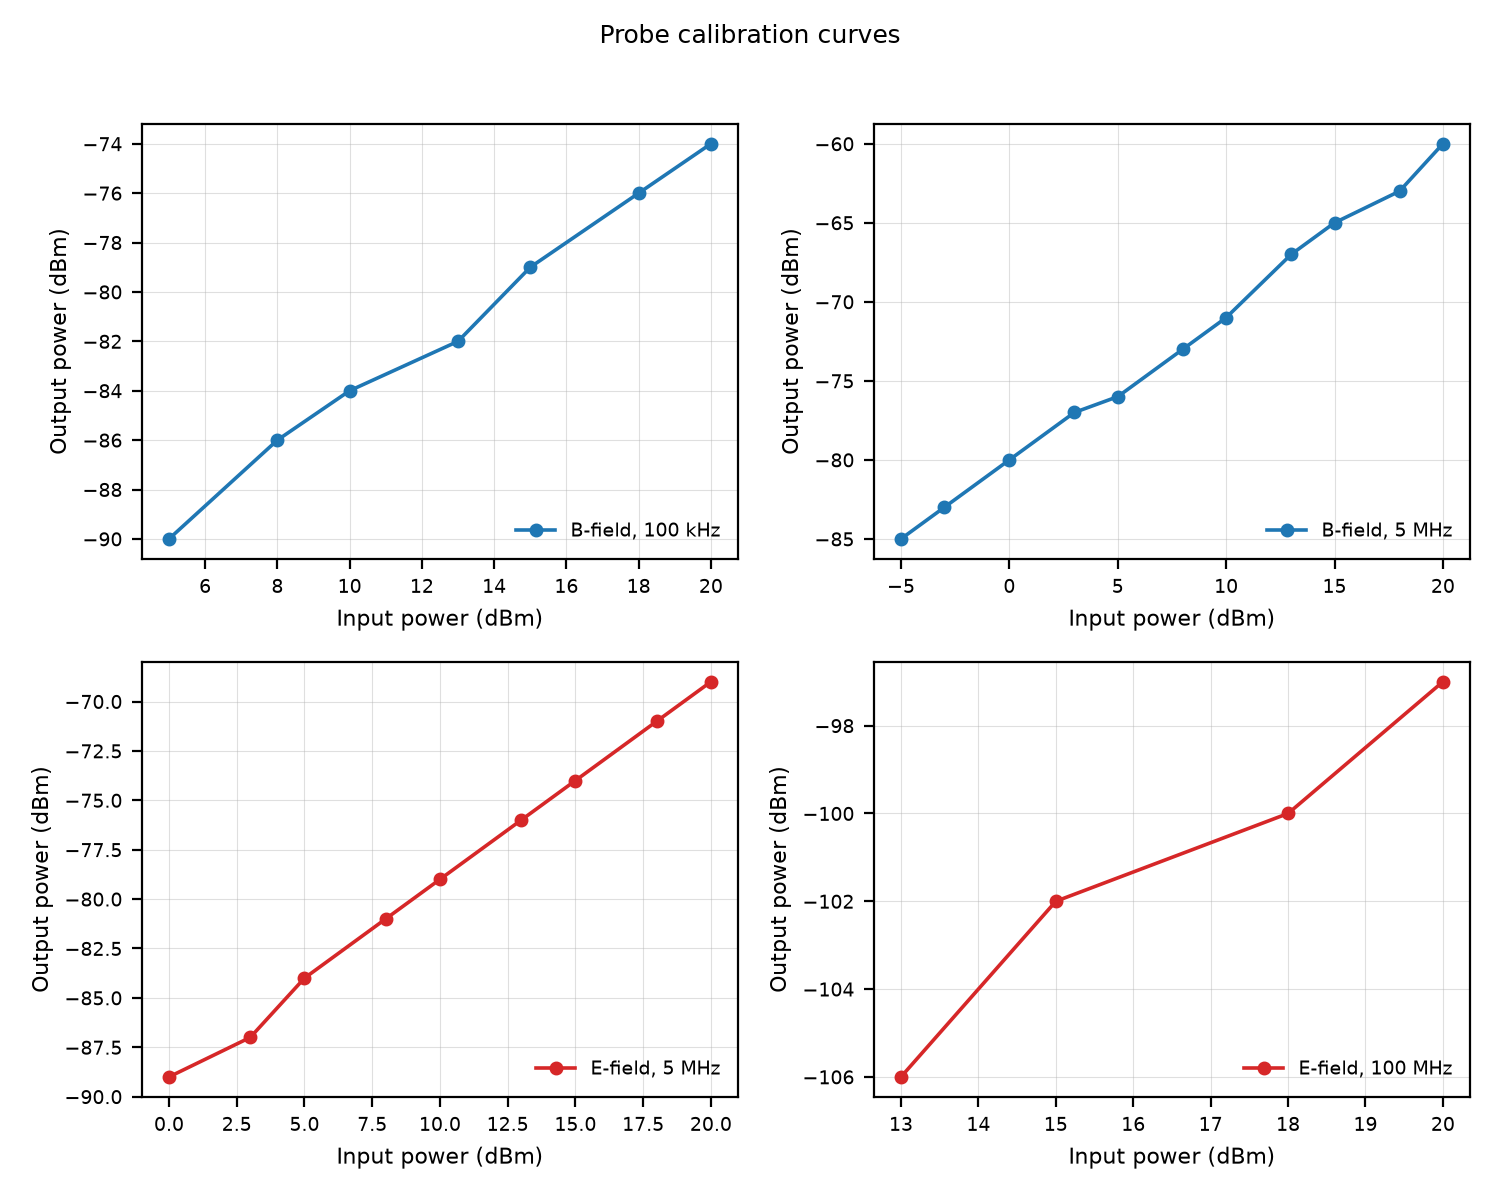 Probe calibration curves
−74
−76
−78
−80
−82
−84
−86
−88
−90
Output power (dBm)
B-field, 100 kHz
6 8 10 12 14 16 18 20
Input power (dBm)
−60
−65
−70
−75
−80
−85
Output power (dBm)
B-field, 5 MHz
−5 0 5 10 15 20
Input power (dBm)
−70.0
−72.5
−75.0
−77.5
−80.0
−82.5
−85.0
−87.5
−90.0
Output power (dBm)
E-field, 5 MHz
0.0 2.5 5.0 7.5 10.0 12.5 15.0 17.5 20.0
Input power (dBm)
−98
−100
−102
−104
−106
Output power (dBm)
E-field, 100 MHz
13 14 15 16 17 18 19 20
Input power (dBm)